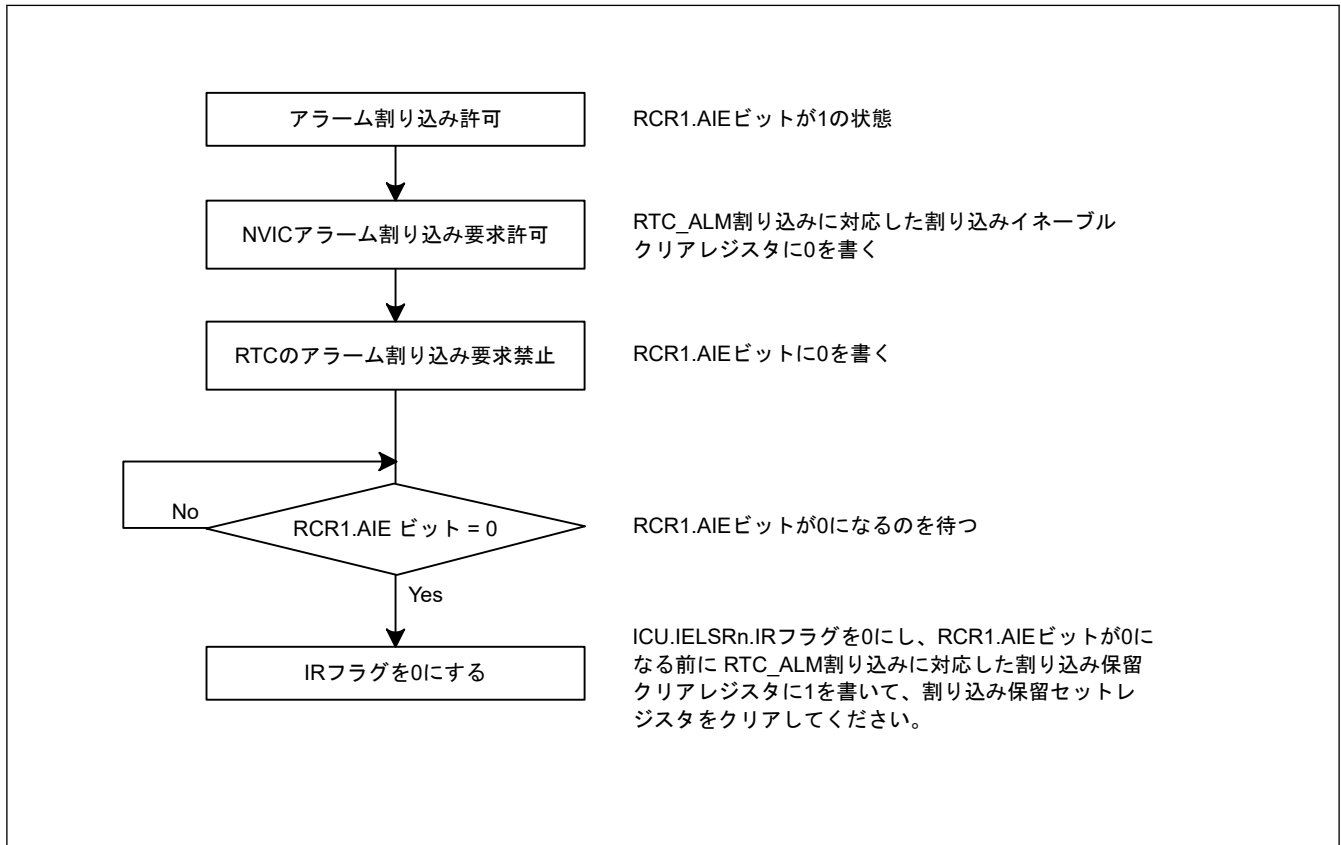 アラーム割り込み許可
RCR1.AIEビットが1の状態
NVICアラーム割り込み要求許可
RTC_ALM割り込みに対応した割り込みイネーブル
クリアレジスタに0を書く
RTCのアラーム割り込み要求禁止
RCR1.AIEビットに0を書く
No
RCR1.AIE ビット = 0
RCR1.AIEビットが0になるのを待つ
Yes
IRフラグを0にする
ICU.IELSRn.IRフラグを0にし、RCR1.AIEビットが0に
なる前に RTC_ALM割り込みに対応した割り込み保留
クリアレジスタに1を書いて、割り込み保留セットレ
ジスタをクリアしてください。